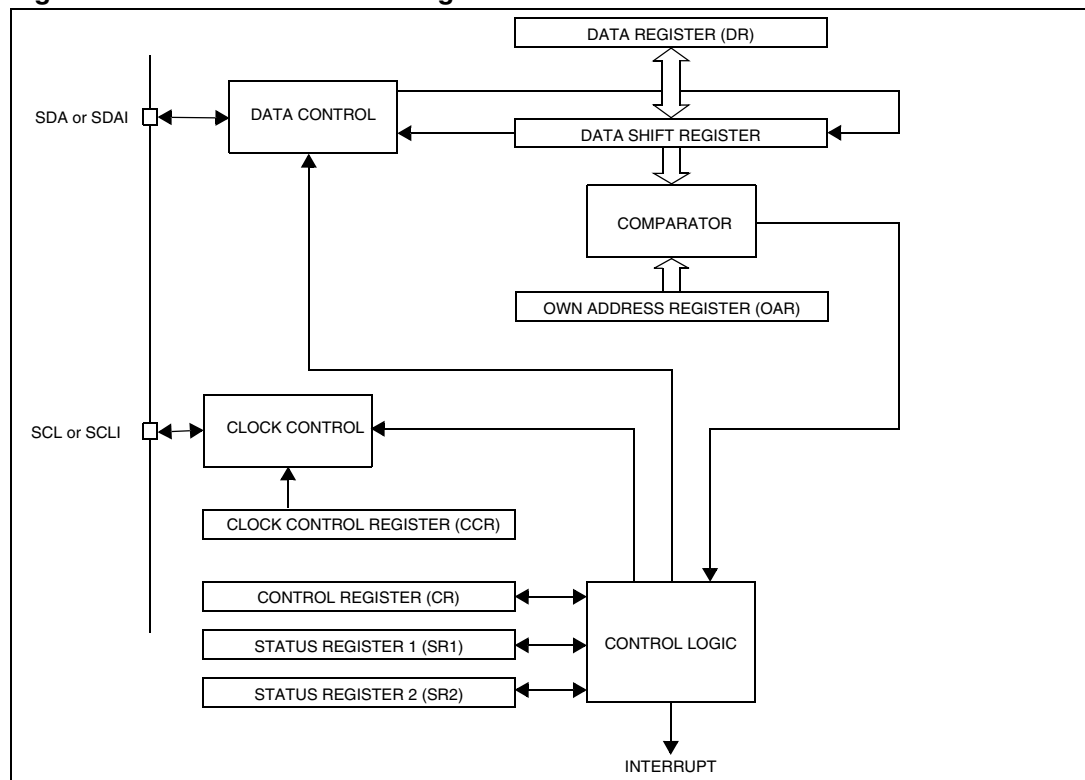 DATA REGISTER (DR)
SDA or SDAI
DATA CONTROL
DATA SHIFT REGISTER
COMPARATOR
OWN ADDRESS REGISTER (OAR)
SCL or SCLI
CLOCK CONTROL
CLOCK CONTROL REGISTER (CCR)
CONTROL REGISTER (CR)
STATUS REGISTER 1 (SR1)
CONTROL LOGIC
STATUS REGISTER 2 (SR2)
INTERRUPT